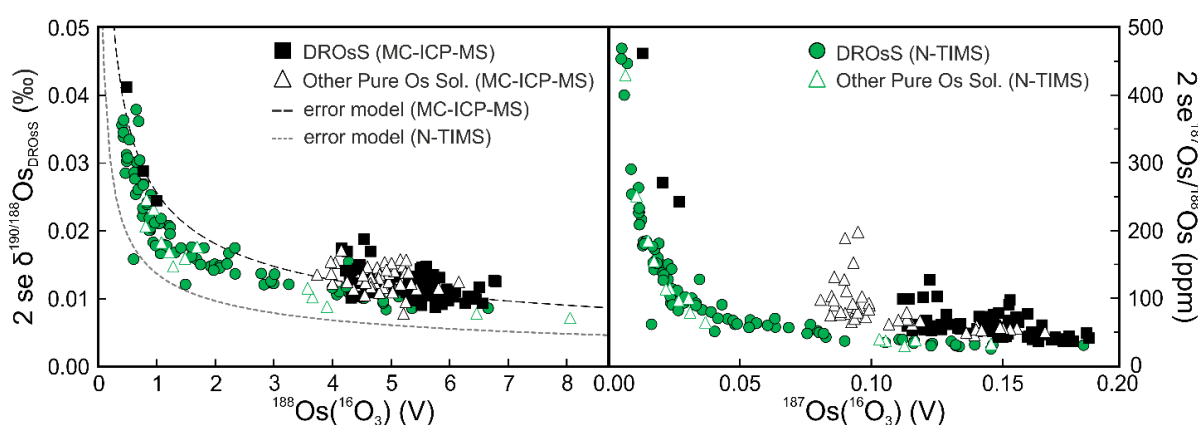 0.05
0.04
0.03
0.02
0.01
0.00
2 se δ¹⁹⁰/¹⁸⁸Os_DROsS (‰)
DROsS (MC-ICP-MS)
Other Pure Os Sol. (MC-ICP-MS)
error model (MC-ICP-MS)
error model (N-TIMS)
0 1 2 3 4 5 6 7 8
¹⁸⁸Os(¹⁶O₃) (V)
DROsS (N-TIMS)
Other Pure Os Sol. (N-TIMS)
0.00 0.05 0.10 0.15 0.20
¹⁸⁷Os(¹⁶O₃) (V)
500
400
300
200
100
0
2 se ¹⁸⁷Os/¹⁸⁸Os (ppm)